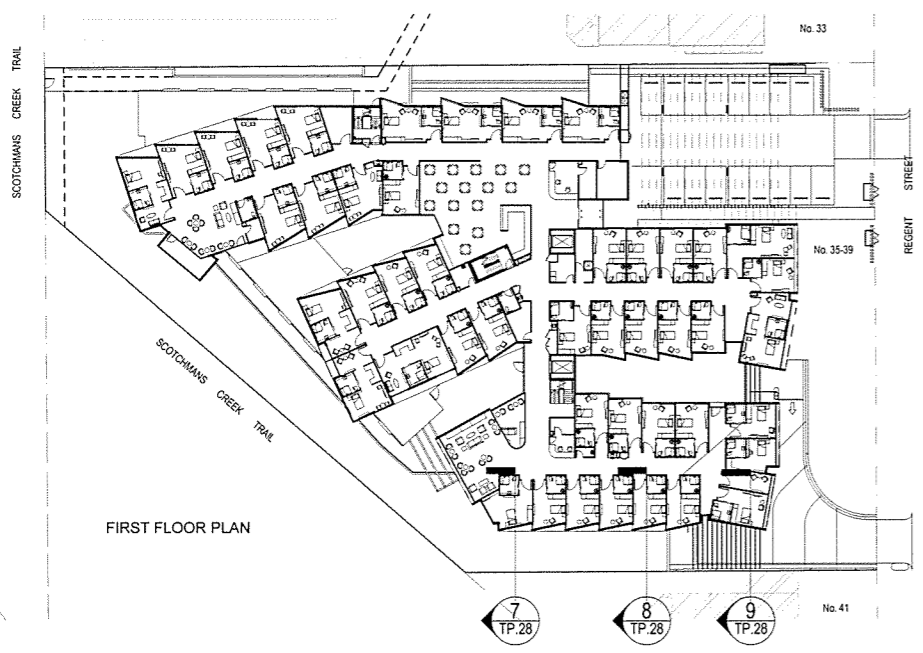 No. 33
SCOTCHMANS CREEK TRAIL
REGENT STREET
No. 35-39
SCOTCHMANS CREEK TRAIL
FIRST FLOOR PLAN
7
TP.28
8
TP.28
9
TP.28
No. 41